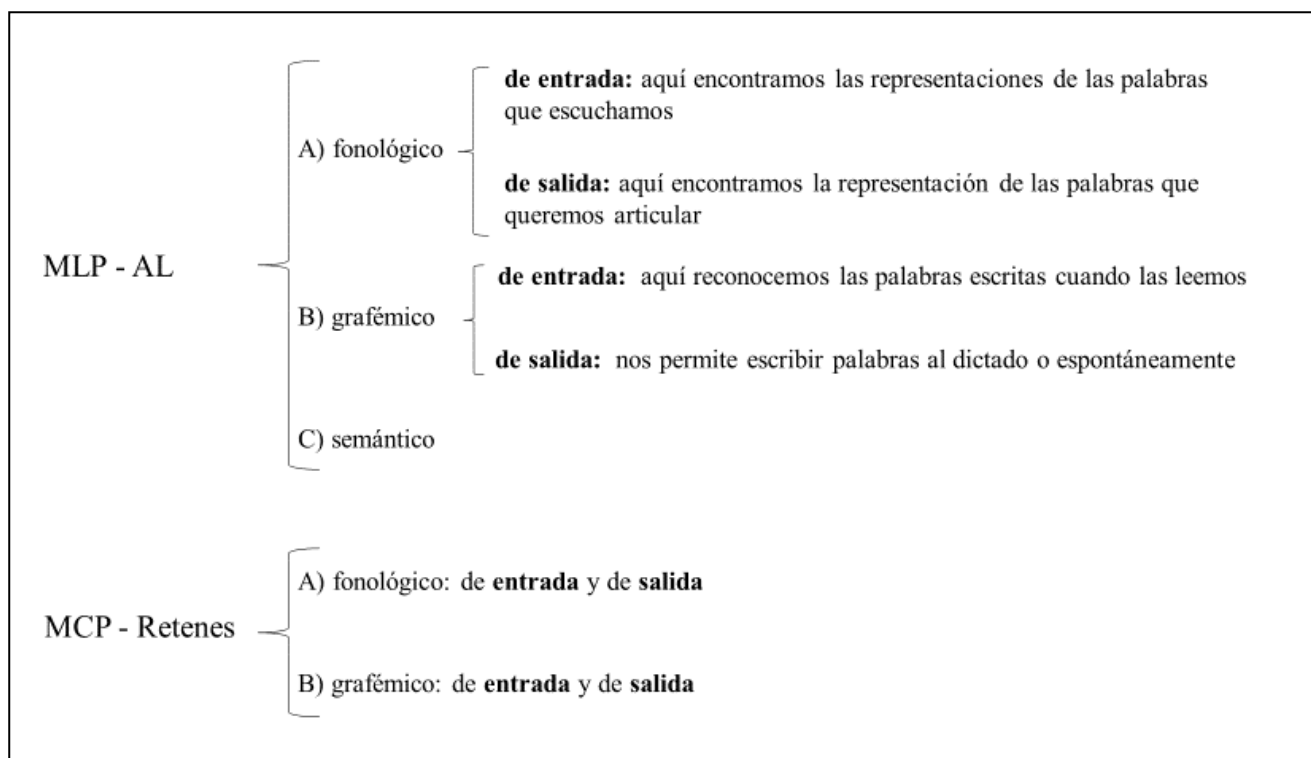 de entrada: aquí encontramos las representaciones de las palabras
que escuchamos
A) fonológico
de salida: aquí encontramos la representación de las palabras que
queremos articular
MLP - AL
de entrada: aquí reconocemos las palabras escritas cuando las leemos
B) grafémico
de salida: nos permite escribir palabras al dictado o espontáneamente
C) semántico
A) fonológico: de entrada y de salida
MCP - Retenes
B) grafémico: de entrada y de salida